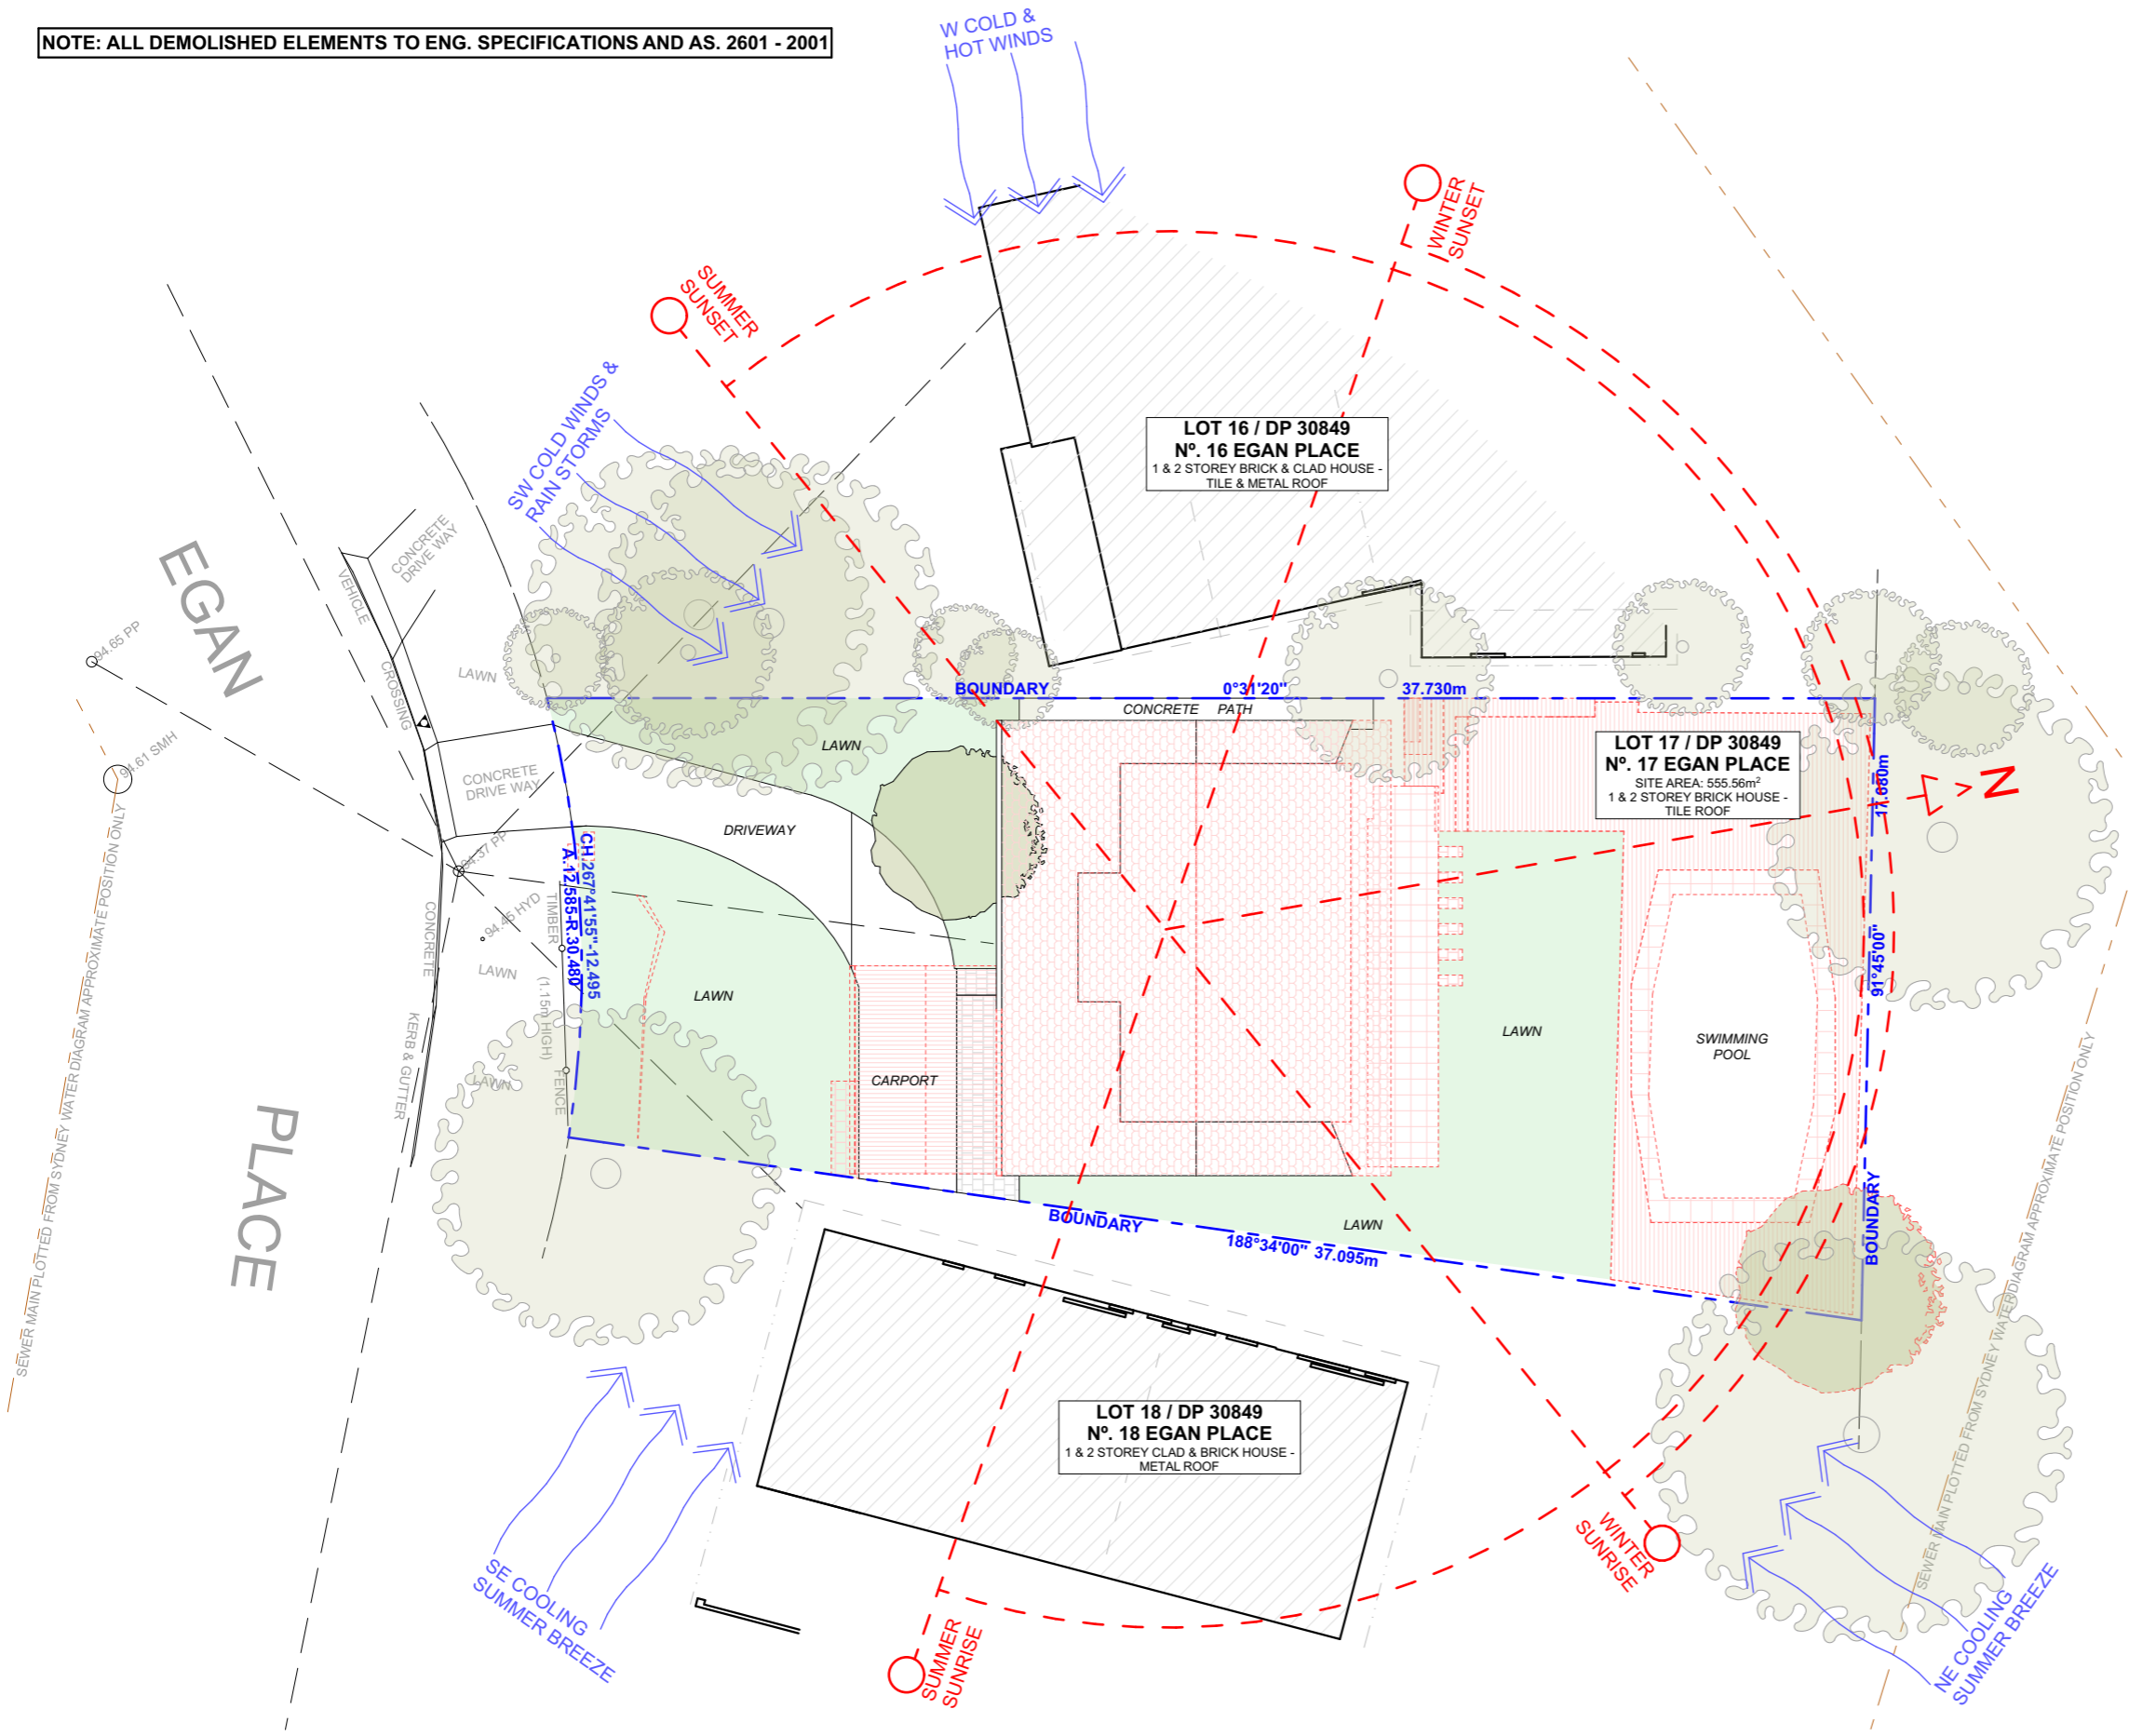 NOTE: ALL DEMOLISHED ELEMENTS TO ENG. SPECIFICATIONS AND AS. 2601 - 2001
W COLD &
HOT WINDS
WINTER
SUNSET
SUMMER
SUNSET
SW COLD WINDS &
RAIN STORMS
LOT 16 / DP 30849
Nº. 16 EGAN PLACE
1 & 2 STOREY BRICK & CLAD HOUSE -
TILE & METAL ROOF
EGAN
PLACE
CONCRETE
DRIVE WAY
VEHICLE
CROSSING
94.65 PP
94.61 SMH
LAWN
BOUNDARY
0°31'20"
37.730m
CONCRETE PATH
LAWN
CONCRETE
DRIVE WAY
DRIVEWAY
LOT 17 / DP 30849
Nº. 17 EGAN PLACE
SITE AREA: 555.56m²
1 & 2 STOREY BRICK HOUSE -
TILE ROOF
17.680m
N
94.37 PP
CH.267°41'55"-12.495
A.12.585-R.30.480
94.45 HYD
TIMBER
(1.15m HIGH)
FENCE
CONCRETE
KERB & GUTTER
LAWN
LAWN
LAWN
CARPORT
LAWN
SWIMMING
POOL
91°45'00"
BOUNDARY
LAWN
BOUNDARY
188°34'00" 37.095m
SEWER MAIN PLOTTED FROM SYDNEY WATER DIAGRAM APPROXIMATE POSITION ONLY
SEWER MAIN PLOTTED FROM SYDNEY WATER DIAGRAM APPROXIMATE POSITION ONLY
LOT 18 / DP 30849
Nº. 18 EGAN PLACE
1 & 2 STOREY CLAD & BRICK HOUSE -
METAL ROOF
SE COOLING
SUMMER BREEZE
SUMMER
SUNRISE
WINTER
SUNRISE
NE COOLING
SUMMER BREEZE